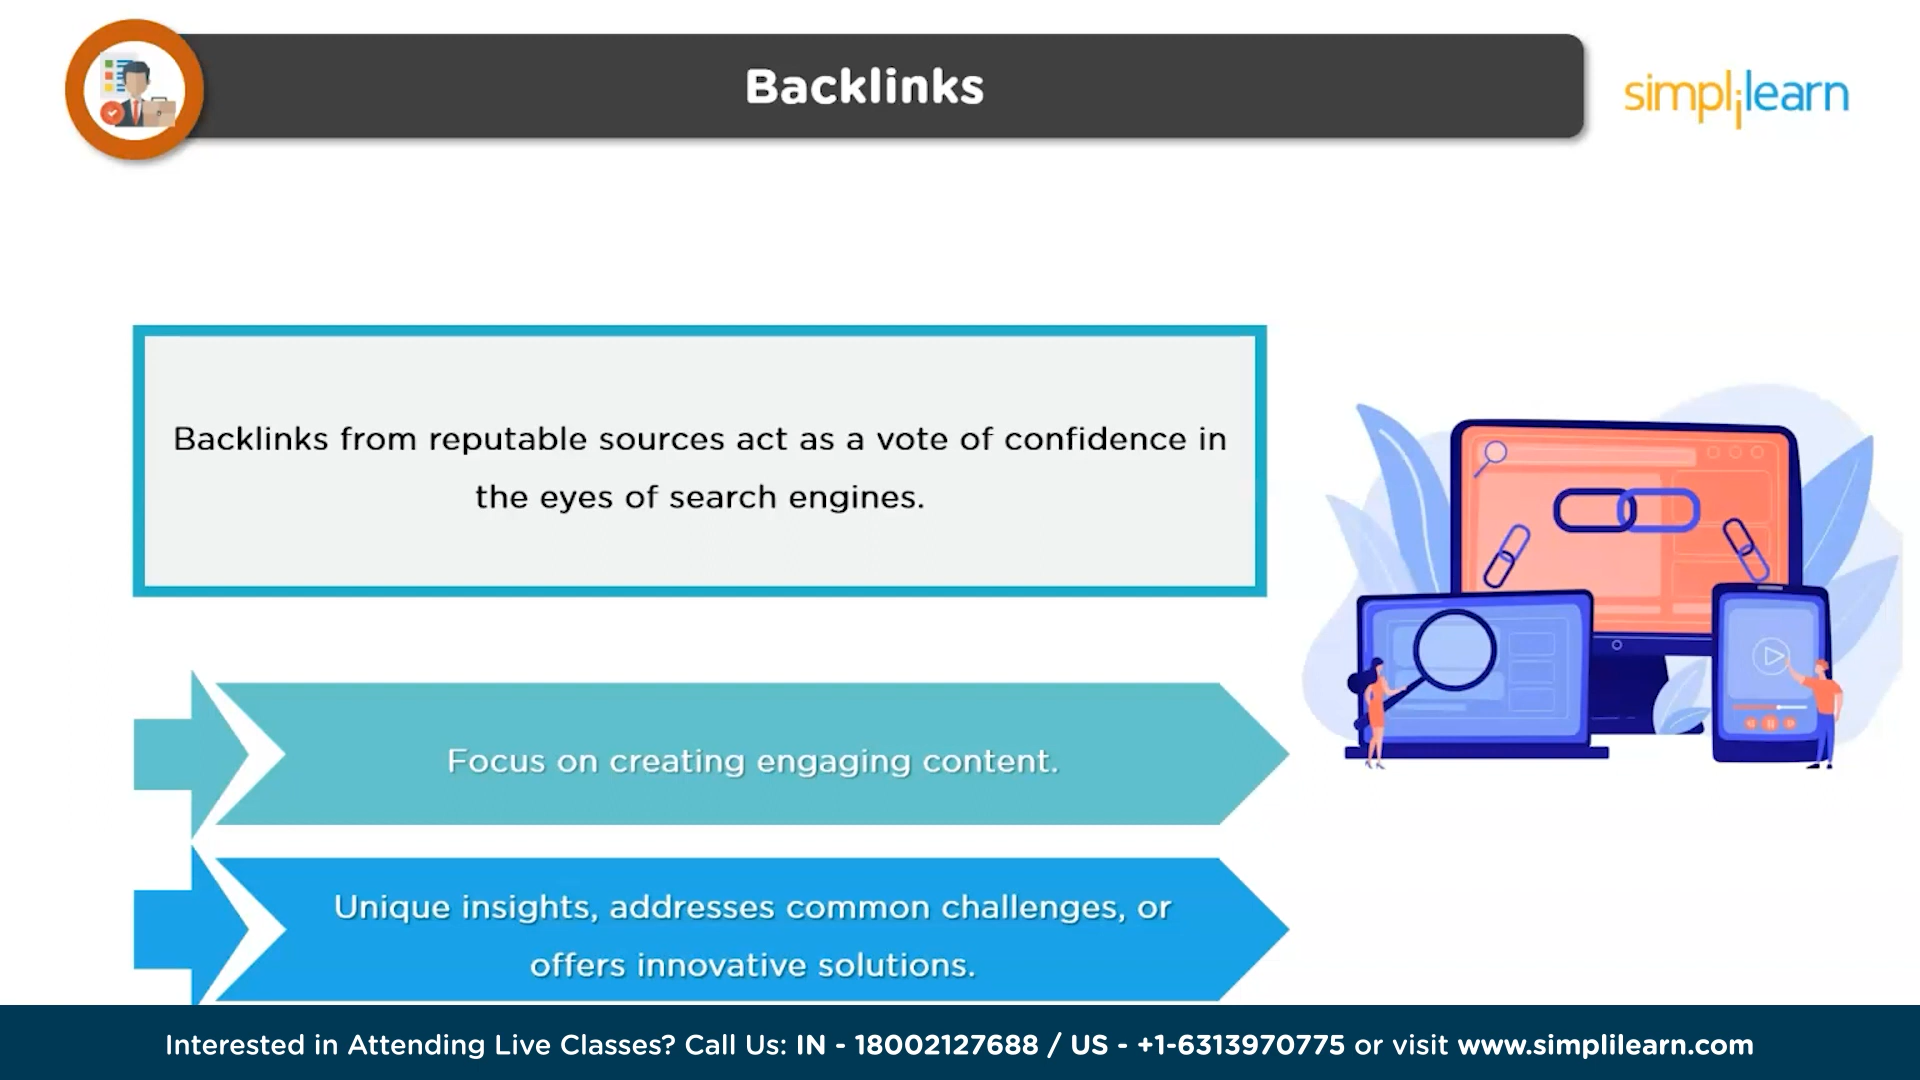 Backlinks
simplilearn
Backlinks from reputable sources act as a vote of confidence in
the eyes of search engines.
Focus on creating engaging content.
Unique insights, addresses common challenges, or
offers innovative solutions.
Interested in Attending Live Classes? Call Us: IN - 18002127688 / US - +1-6313970775 or visit www.simplilearn.com